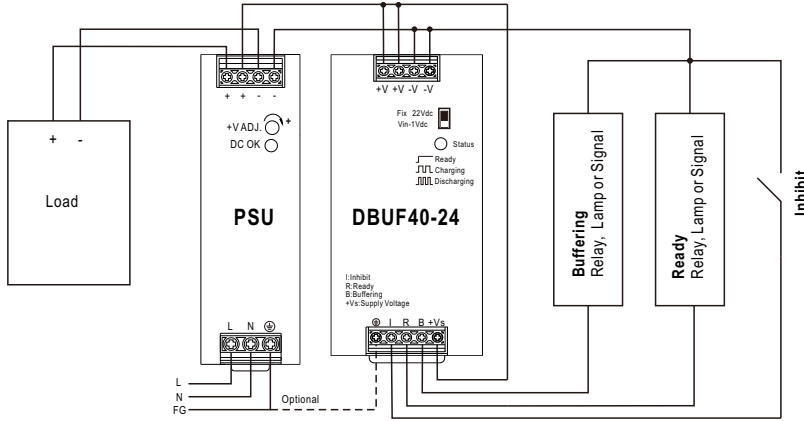 +V +V -V -V
+ + - -
Fix 22Vdc
Vin-1Vdc
+V ADJ. +
DC OK
Status
Ready
Charging
Discharging
+ -
Load
PSU
DBUF40-24
Buffering
Relay, Lamp or Signal
Ready
Relay, Lamp or Signal
Inhibit
I:Inhibit
R:Ready
B:Buffering
+Vs:Supply Voltage
L N
I R B +Vs
L
N
FG
Optional